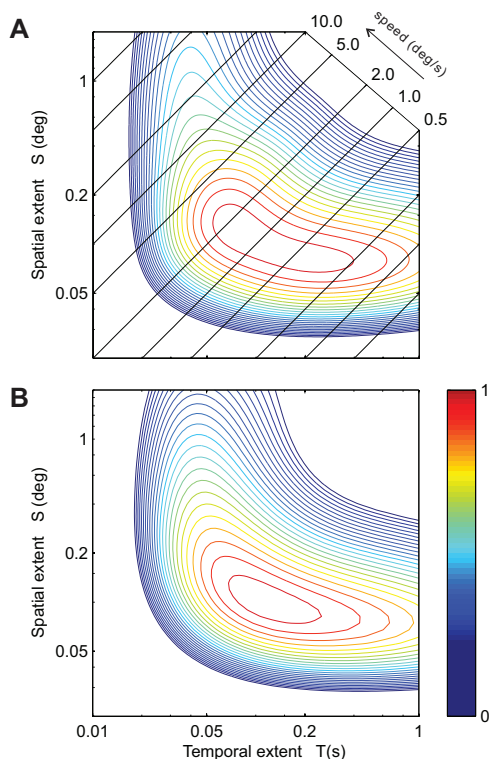 A
10.0
5.0
2.0
1.0
0.5
speed (deg/s)
1
0.2
0.05
Spatial extent S (deg)
B
1
0.2
0.05
Spatial extent S (deg)
0.01
0.05
0.2
1
Temporal extent T(s)
1
0